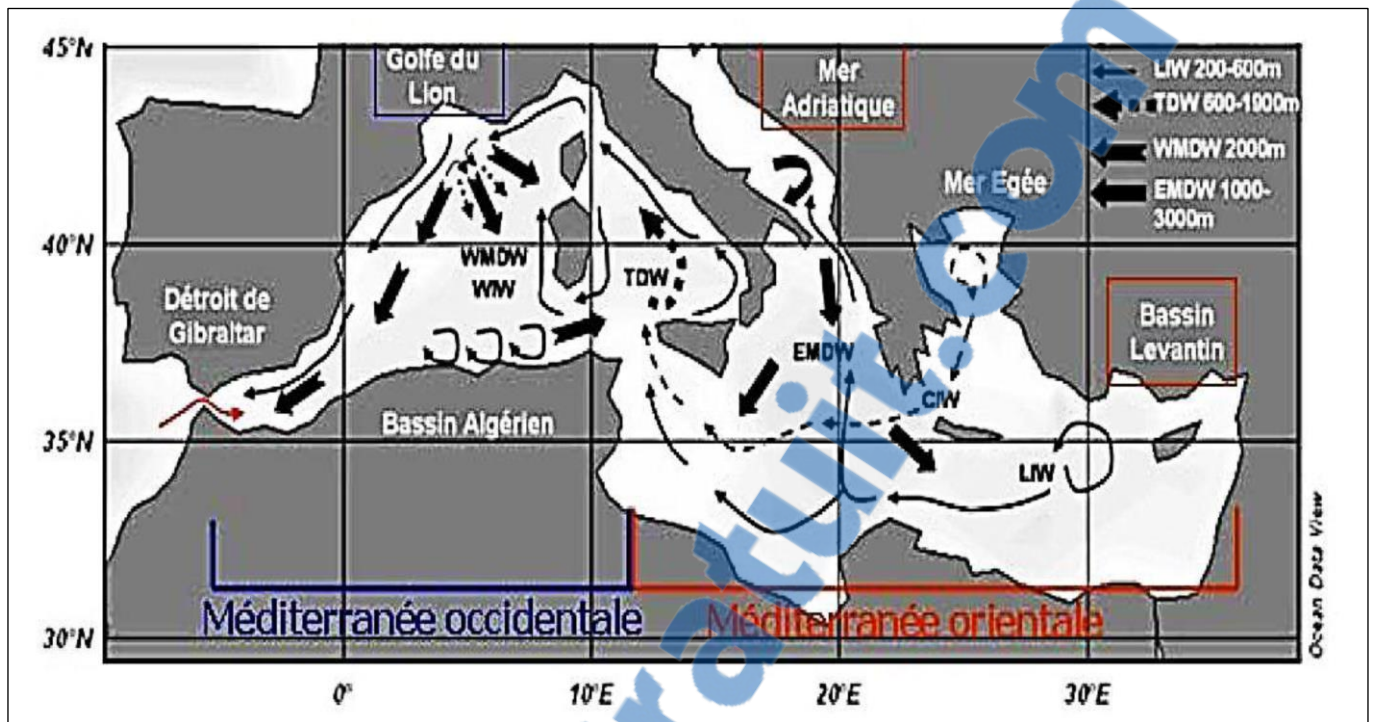 45°N
Golfe du
Lion
Mer
Adriatique
LIW 200-600m
TDW 600-1900m
WMDW 2000m
EMDW 1000-
3000m
Mer Egée
40°N
WMDW
WIW
TDW
Détroit de
Gibraltar
EMDW
Bassin
Levantin
CIW
Bassin Algérien
35°N
LIW
Ocean Data View
Méditerranée occidentale
Méditerranée orientale
30°N
0°
10°E
20°E
30°E
ratuit.com